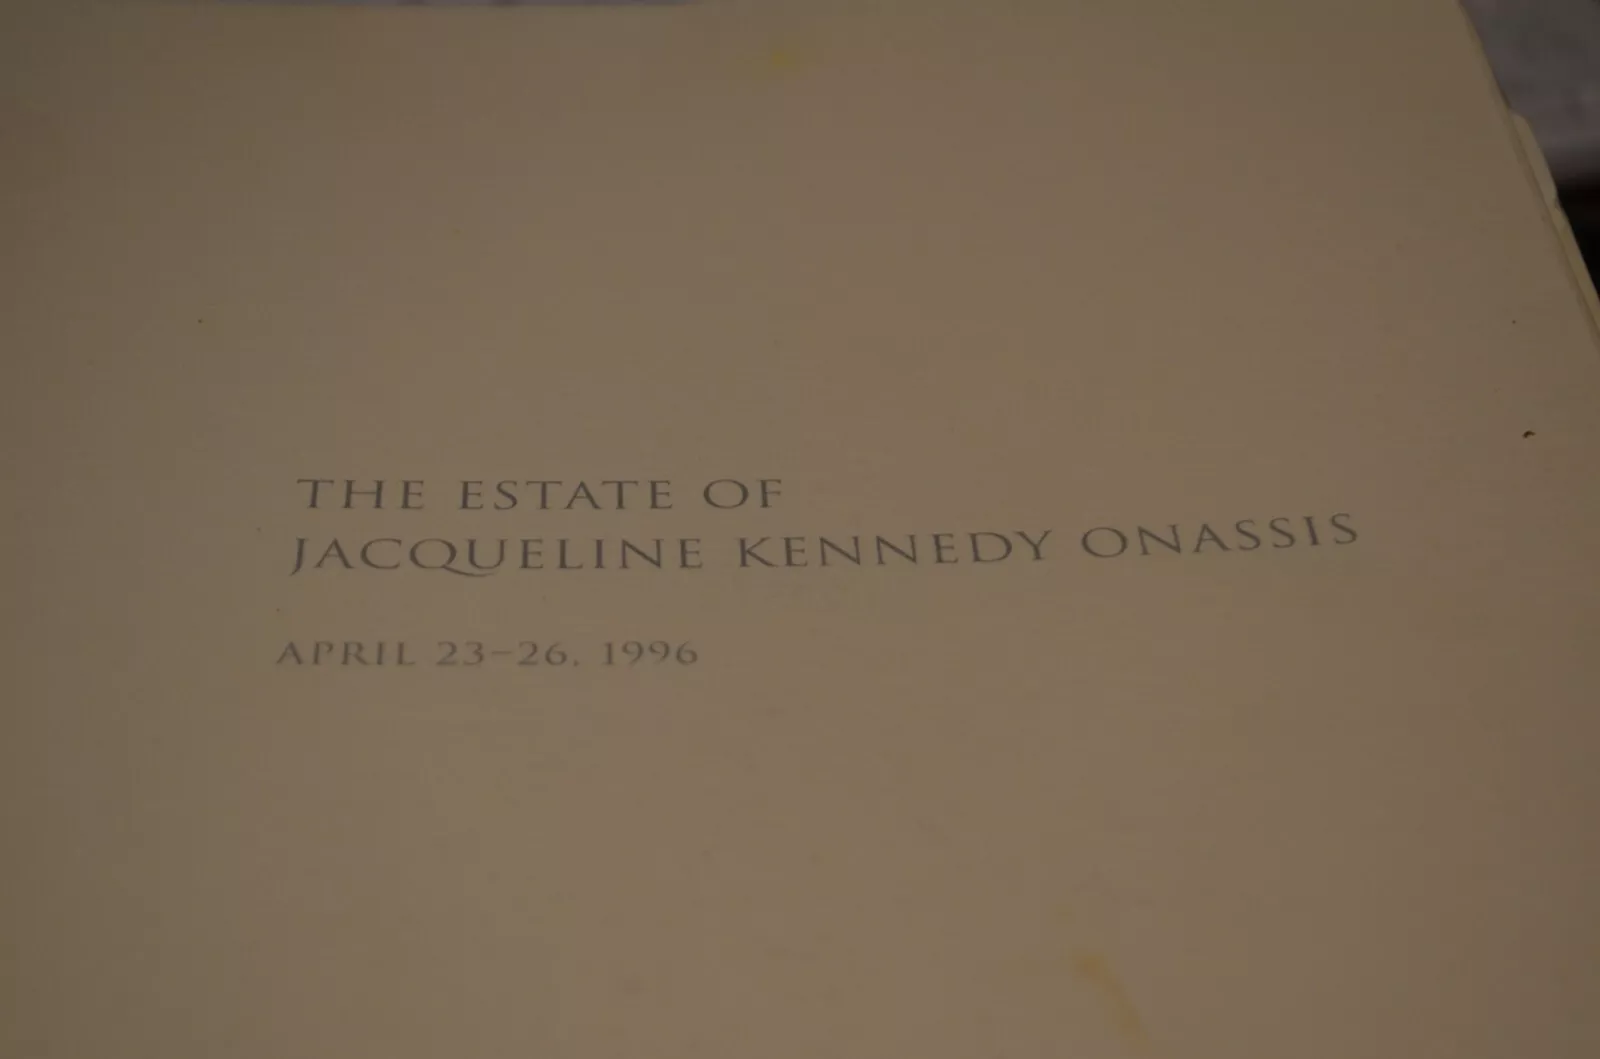 THE ESTATE OF
JACQUELINE KENNEDY ONASSIS
APRIL 23–26, 1996